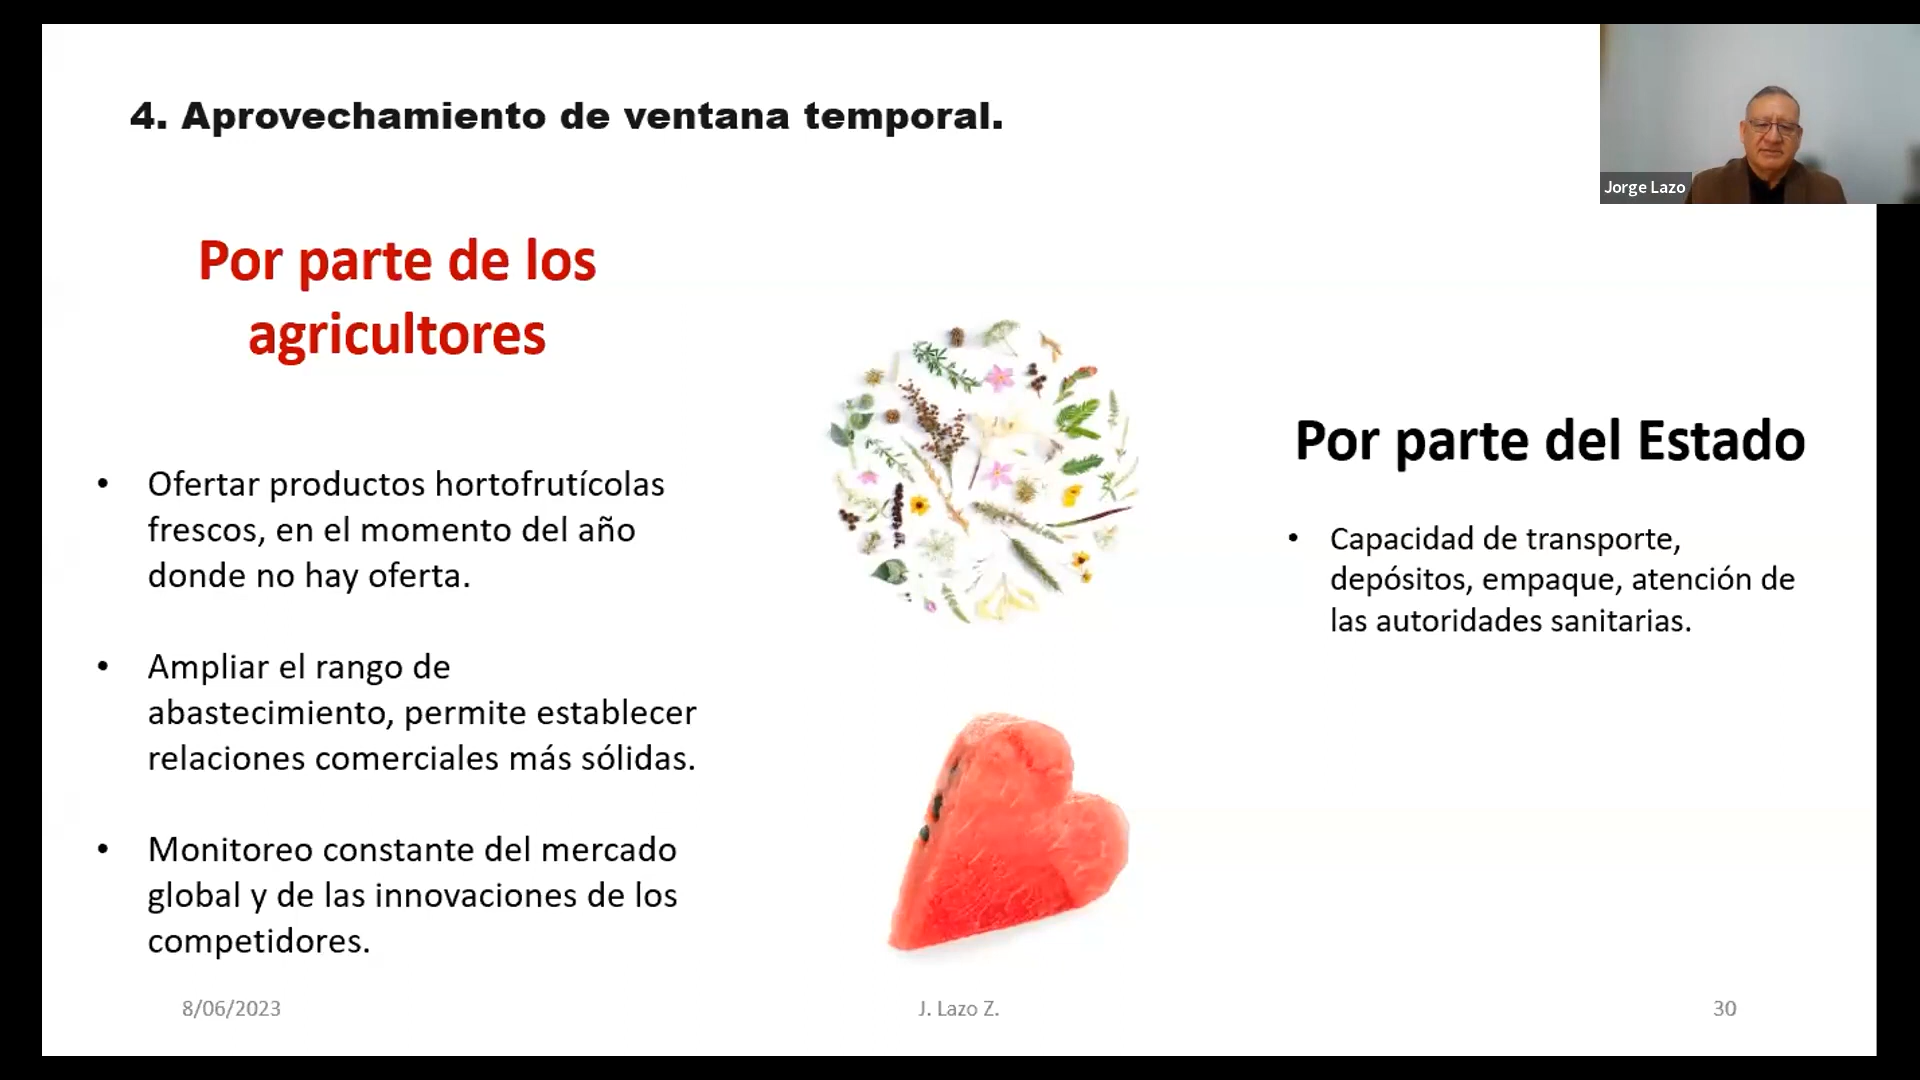 4. Aprovechamiento de ventana temporal.
Jorge Lazo
Por parte de los
agricultores
• Ofertar productos hortofrutícolas
frescos, en el momento del año
donde no hay oferta.
• Ampliar el rango de
abastecimiento, permite establecer
relaciones comerciales más sólidas.
• Monitoreo constante del mercado
global y de las innovaciones de los
competidores.
Por parte del Estado
• Capacidad de transporte,
depósitos, empaque, atención de
las autoridades sanitarias.
8/06/2023
J. Lazo Z.
30